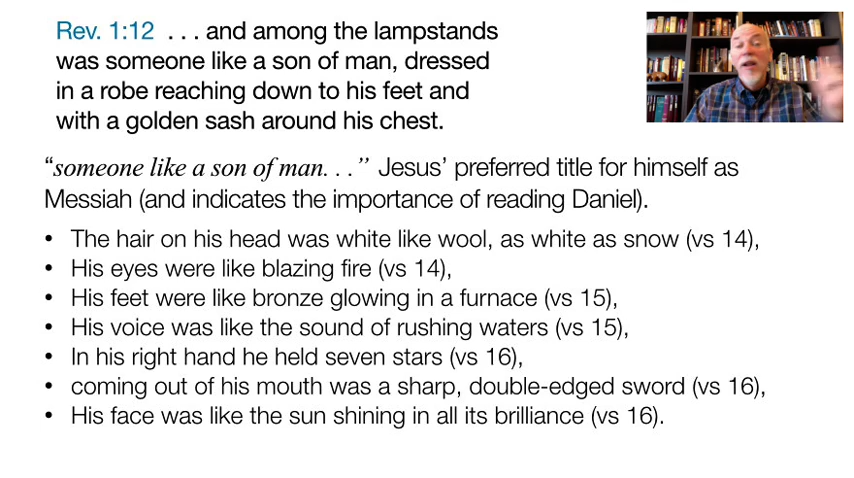 Rev. 1:12 . . . and among the lampstands
was someone like a son of man, dressed
in a robe reaching down to his feet and
with a golden sash around his chest.
“someone like a son of man. . .” Jesus’ preferred title for himself as
Messiah (and indicates the importance of reading Daniel).
• The hair on his head was white like wool, as white as snow (vs 14),
• His eyes were like blazing fire (vs 14),
• His feet were like bronze glowing in a furnace (vs 15),
• His voice was like the sound of rushing waters (vs 15),
• In his right hand he held seven stars (vs 16),
• coming out of his mouth was a sharp, double-edged sword (vs 16),
• His face was like the sun shining in all its brilliance (vs 16).